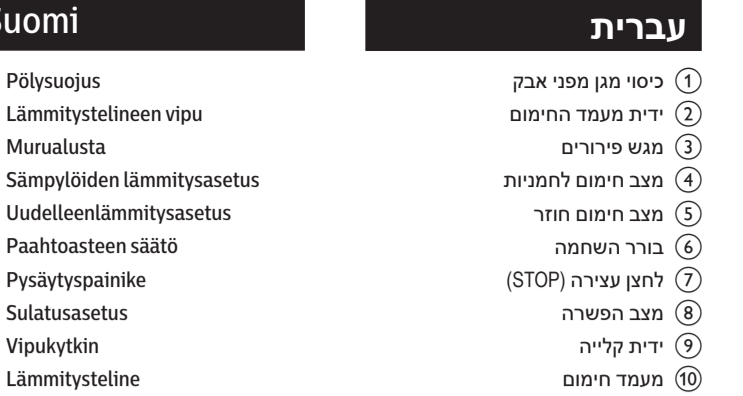 Suomi
Pölysuojus
Lämmitystelineen vipu
Murualusta
Sämpylöiden lämmitysasetus
Uudelleenlämmitysasetus
Paahtoasteen säätö
Pysäytyspainike
Sulatusasetus
Vipukytkin
Lämmitysteline
עברית
① כיסוי מגן מפני אבק
② ידית מעמד החימום
③ מגש פירורים
④ מצב חימום לחמניות
⑤ מצב חימום חוזר
⑥ בורר השחמה
⑦ לחצן עצירה (STOP)
⑧ מצב הפשרה
⑨ ידית קלייה
⑩ מעמד חימום